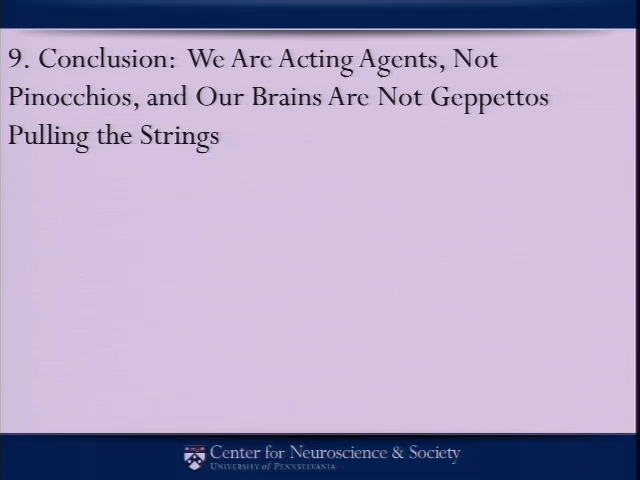 9. Conclusion: We Are Acting Agents, Not
Pinocchios, and Our Brains Are Not Geppettos
Pulling the Strings
Center for Neuroscience & Society
University of Pennsylvania